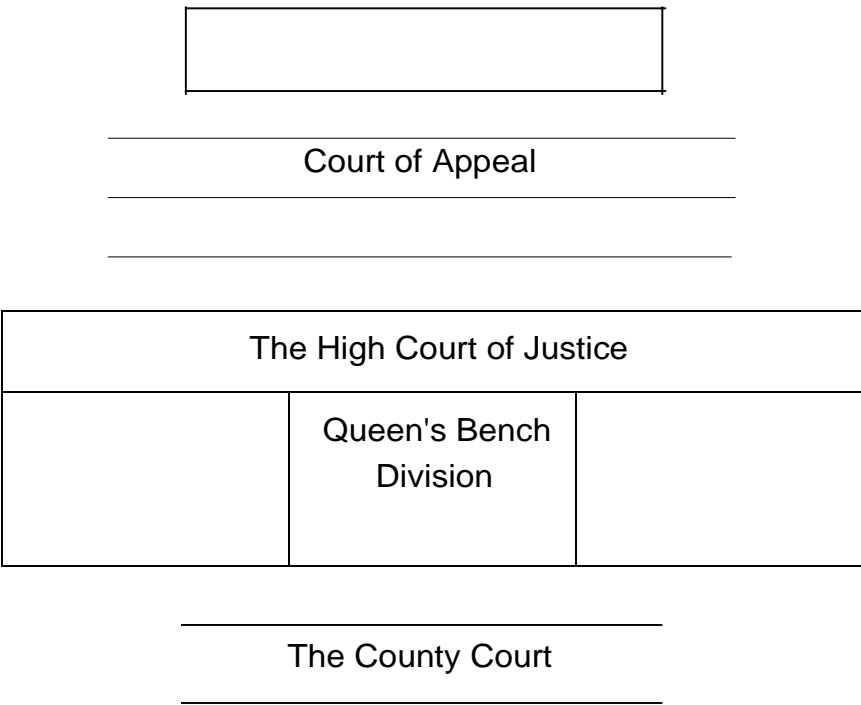 Court of Appeal
The High Court of Justice
Queen's Bench
Division
The County Court